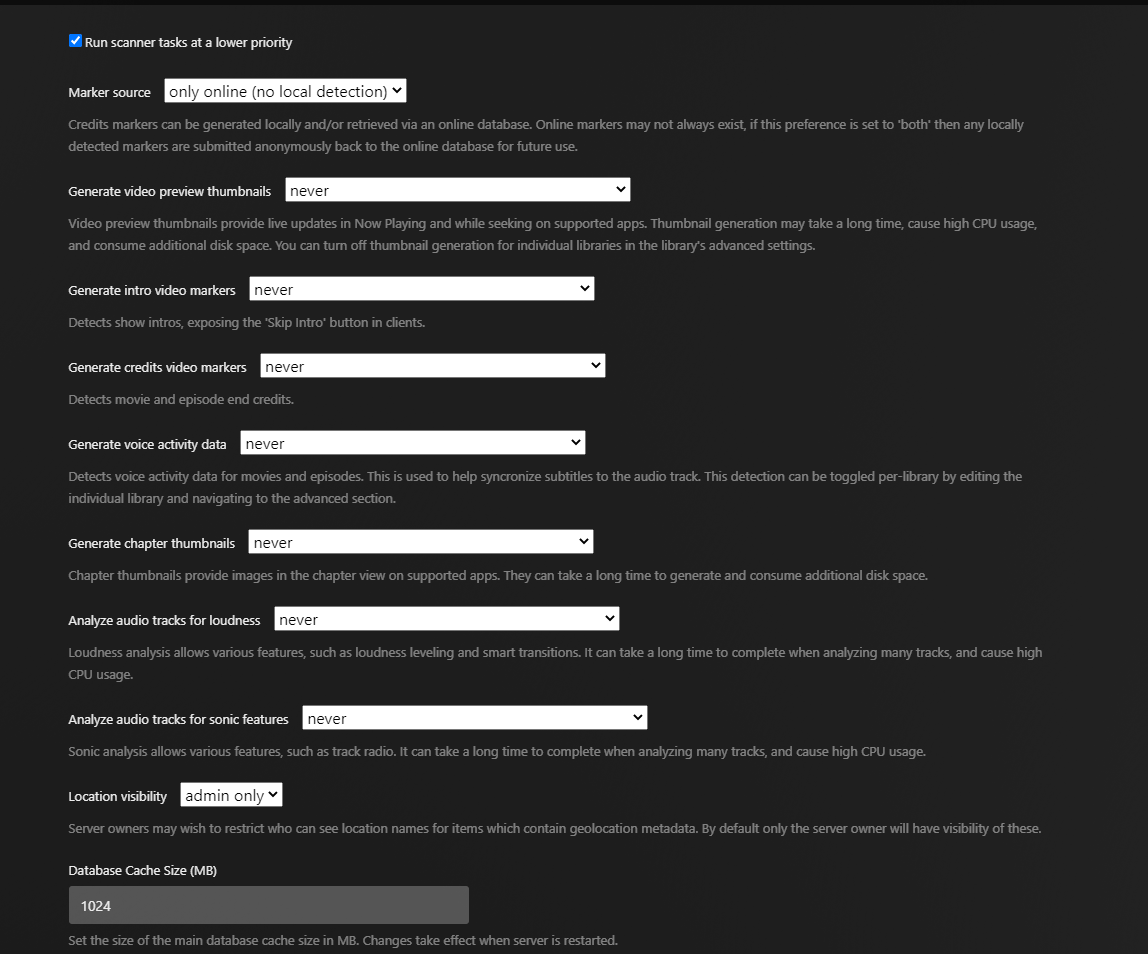 Run scanner tasks at a lower priority
Marker source only online (no local detection)
Credits markers can be generated locally and/or retrieved via an online database. Online markers may not always exist, if this preference is set to 'both' then any locally
detected markers are submitted anonymously back to the online database for future use.
Generate video preview thumbnails never
Video preview thumbnails provide live updates in Now Playing and while seeking on supported apps. Thumbnail generation may take a long time, cause high CPU usage,
and consume additional disk space. You can turn off thumbnail generation for individual libraries in the library's advanced settings.
Generate intro video markers never
Detects show intros, exposing the 'Skip Intro' button in clients.
Generate credits video markers never
Detects movie and episode end credits.
Generate voice activity data never
Detects voice activity data for movies and episodes. This is used to help syncronize subtitles to the audio track. This detection can be toggled per-library by editing the
individual library and navigating to the advanced section.
Generate chapter thumbnails never
Chapter thumbnails provide images in the chapter view on supported apps. They can take a long time to generate and consume additional disk space.
Analyze audio tracks for loudness never
Loudness analysis allows various features, such as loudness leveling and smart transitions. It can take a long time to complete when analyzing many tracks, and cause high
CPU usage.
Analyze audio tracks for sonic features never
Sonic analysis allows various features, such as track radio. It can take a long time to complete when analyzing many tracks, and cause high CPU usage.
Location visibility admin only
Server owners may wish to restrict who can see location names for items which contain geolocation metadata. By default only the server owner will have visibility of these.
Database Cache Size (MB)
1024
Set the size of the main database cache size in MB. Changes take effect when server is restarted.